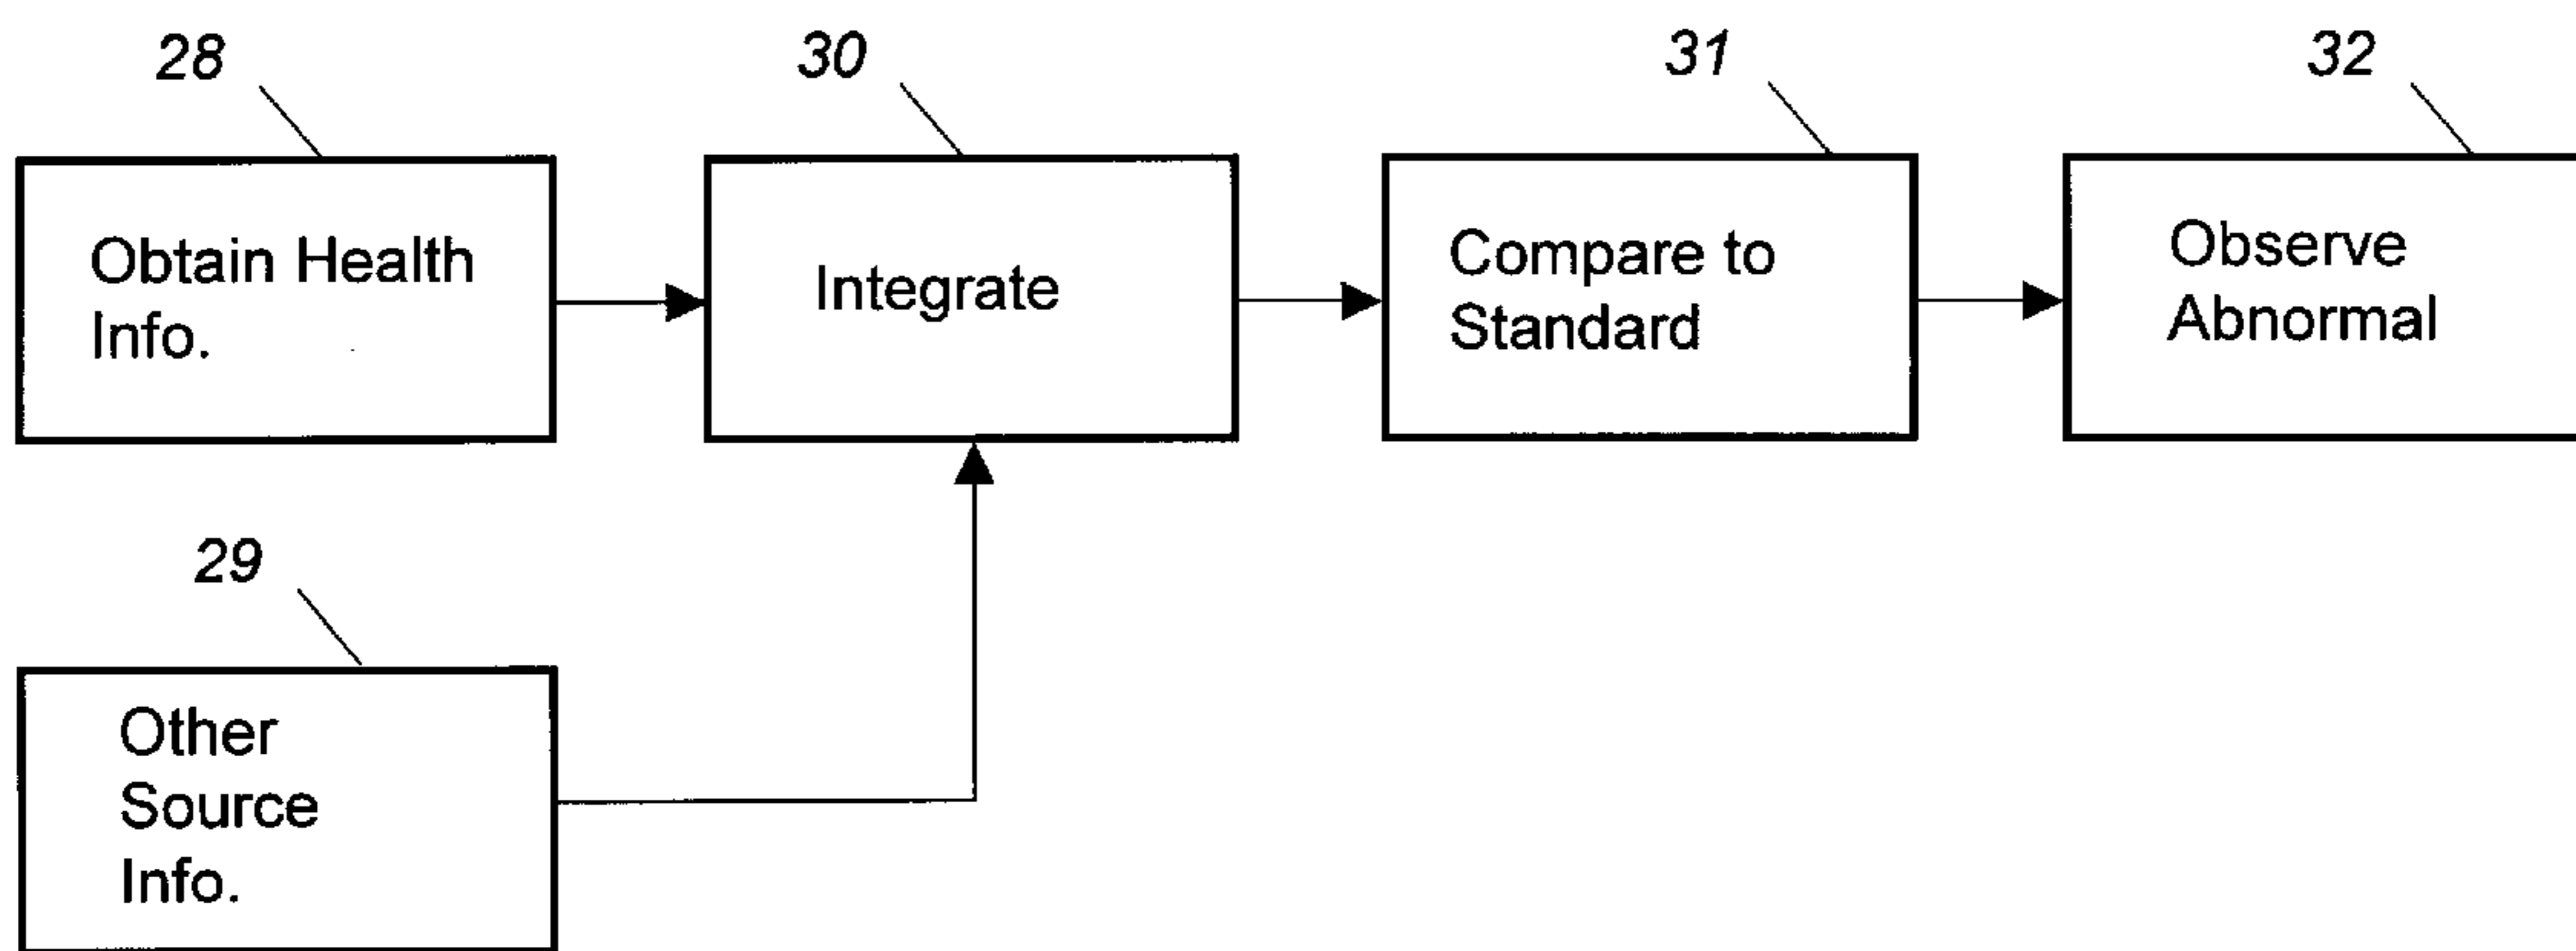 28
30
31
32
Obtain Health
Info.
Integrate
Compare to
Standard
Observe
Abnormal
29
Other
Source
Info.